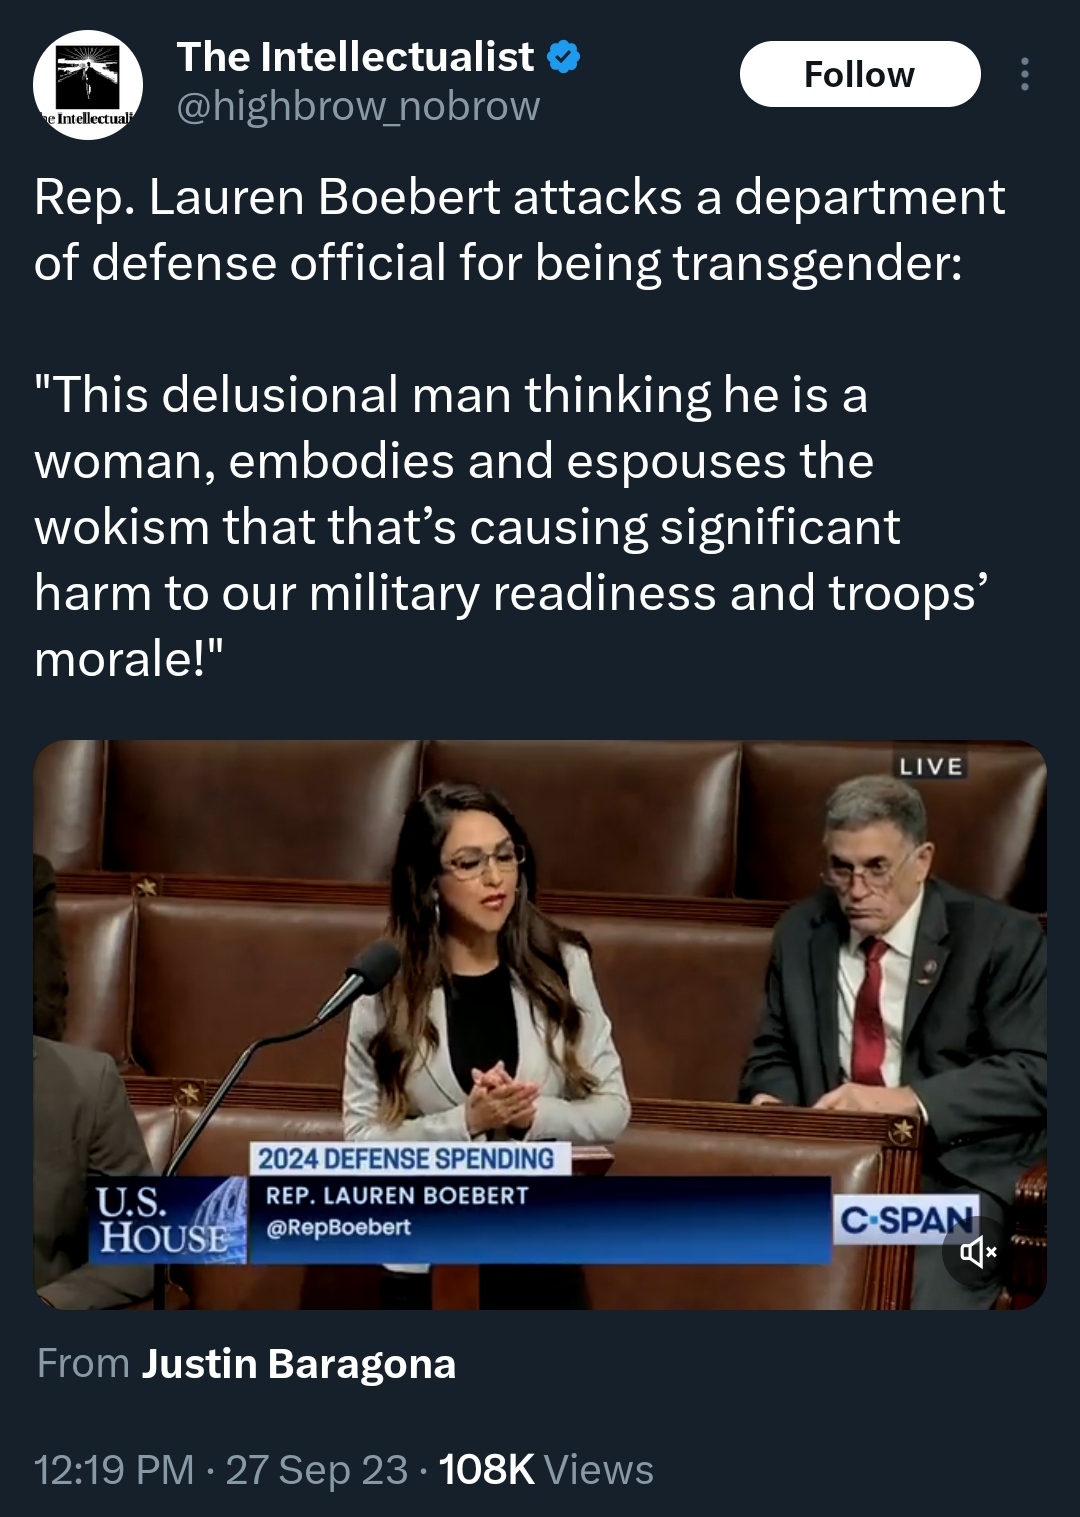 The Intellectualist
Follow
@highbrow_nobrow
he Intellectuali
Rep. Lauren Boebert attacks a department
of defense official for being transgender:
"This delusional man thinking he is a
woman, embodies and espouses the
wokism that that’s causing significant
harm to our military readiness and troops’
morale!"
LIVE
2024 DEFENSE SPENDING
U.S.
HOUSE
REP. LAUREN BOEBERT
@RepBoebert
C-SPAN
From Justin Baragona
12:19 PM · 27 Sep 23 · 108K Views